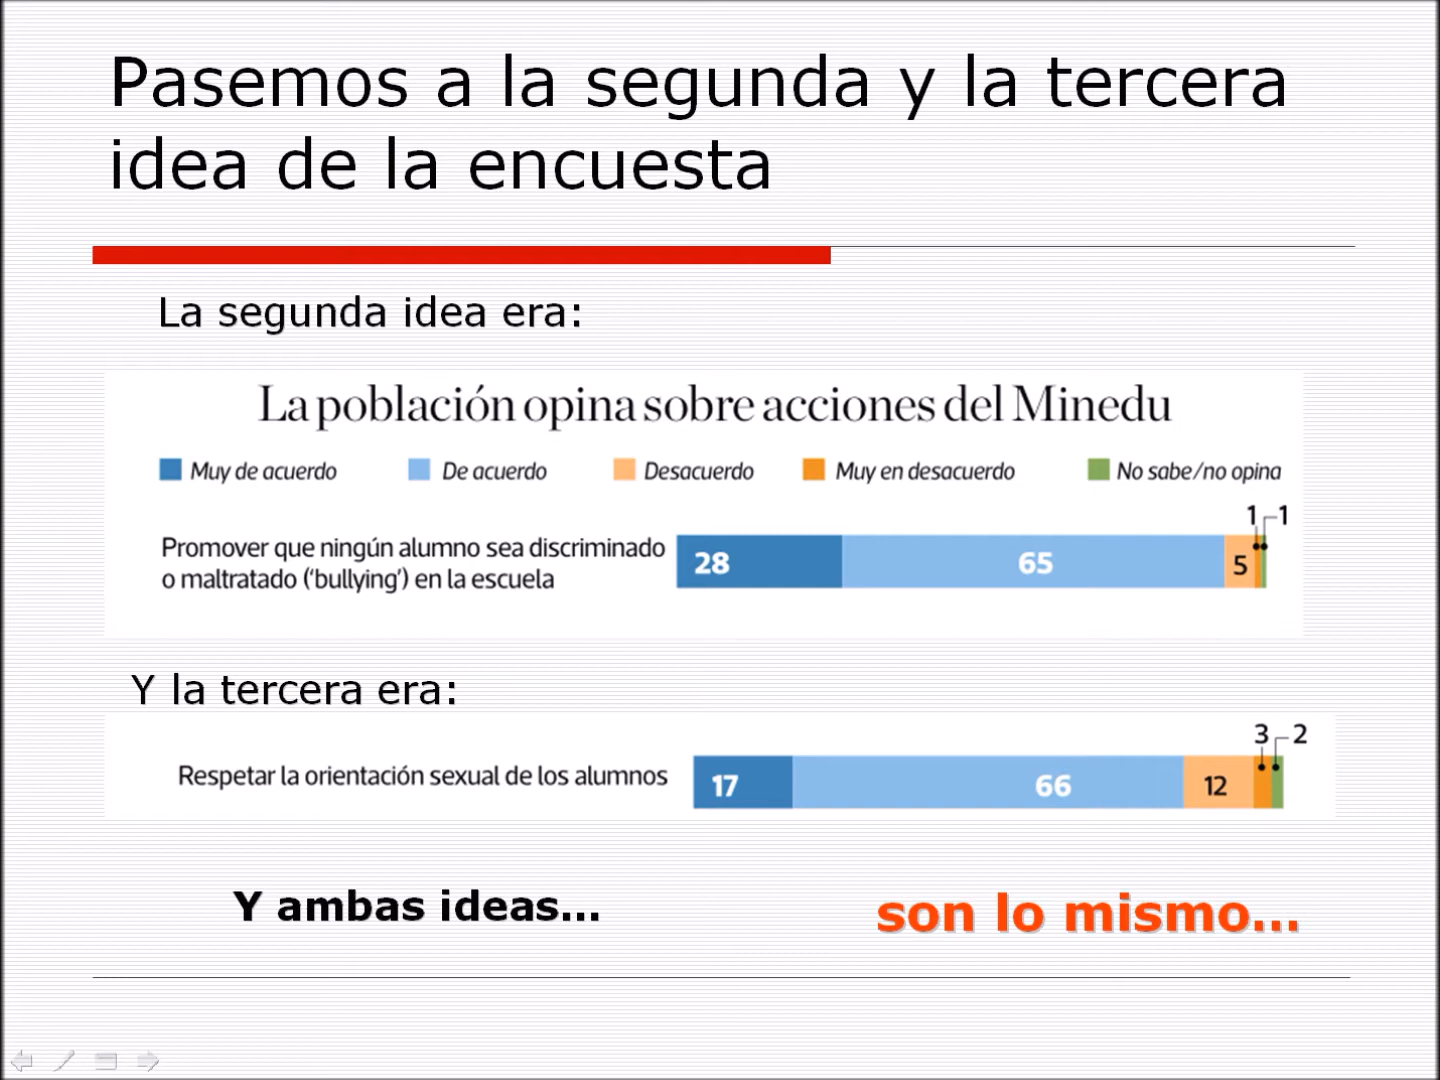 Pasemos a la segunda y la tercera
idea de la encuesta
La segunda idea era:
La población opina sobre acciones del Minedu
Muy de acuerdo De acuerdo Desacuerdo Muy en desacuerdo No sabe/no opina
1 1
Promover que ningún alumno sea discriminado
o maltratado ('bullying') en la escuela
28 65 5
Y la tercera era:
3 2
Respetar la orientación sexual de los alumnos 17 66 12
Y ambas ideas... son lo mismo...